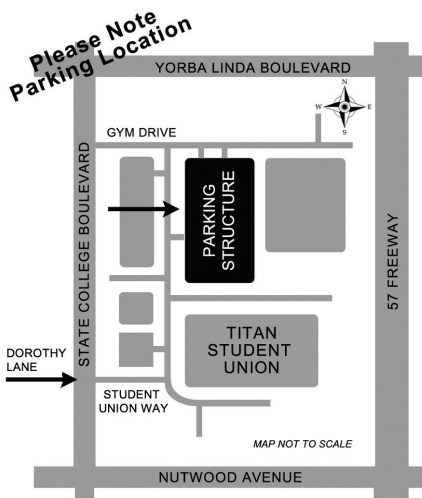 Please Note
Parking Location
YORBA LINDA BOULEVARD
N
W
E
S
GYM DRIVE
STATE COLLEGE BOULEVARD
PARKING
STRUCTURE
57 FREEWAY
TITAN
STUDENT
UNION
DOROTHY
LANE
STUDENT
UNION WAY
MAP NOT TO SCALE
NUTWOOD AVENUE